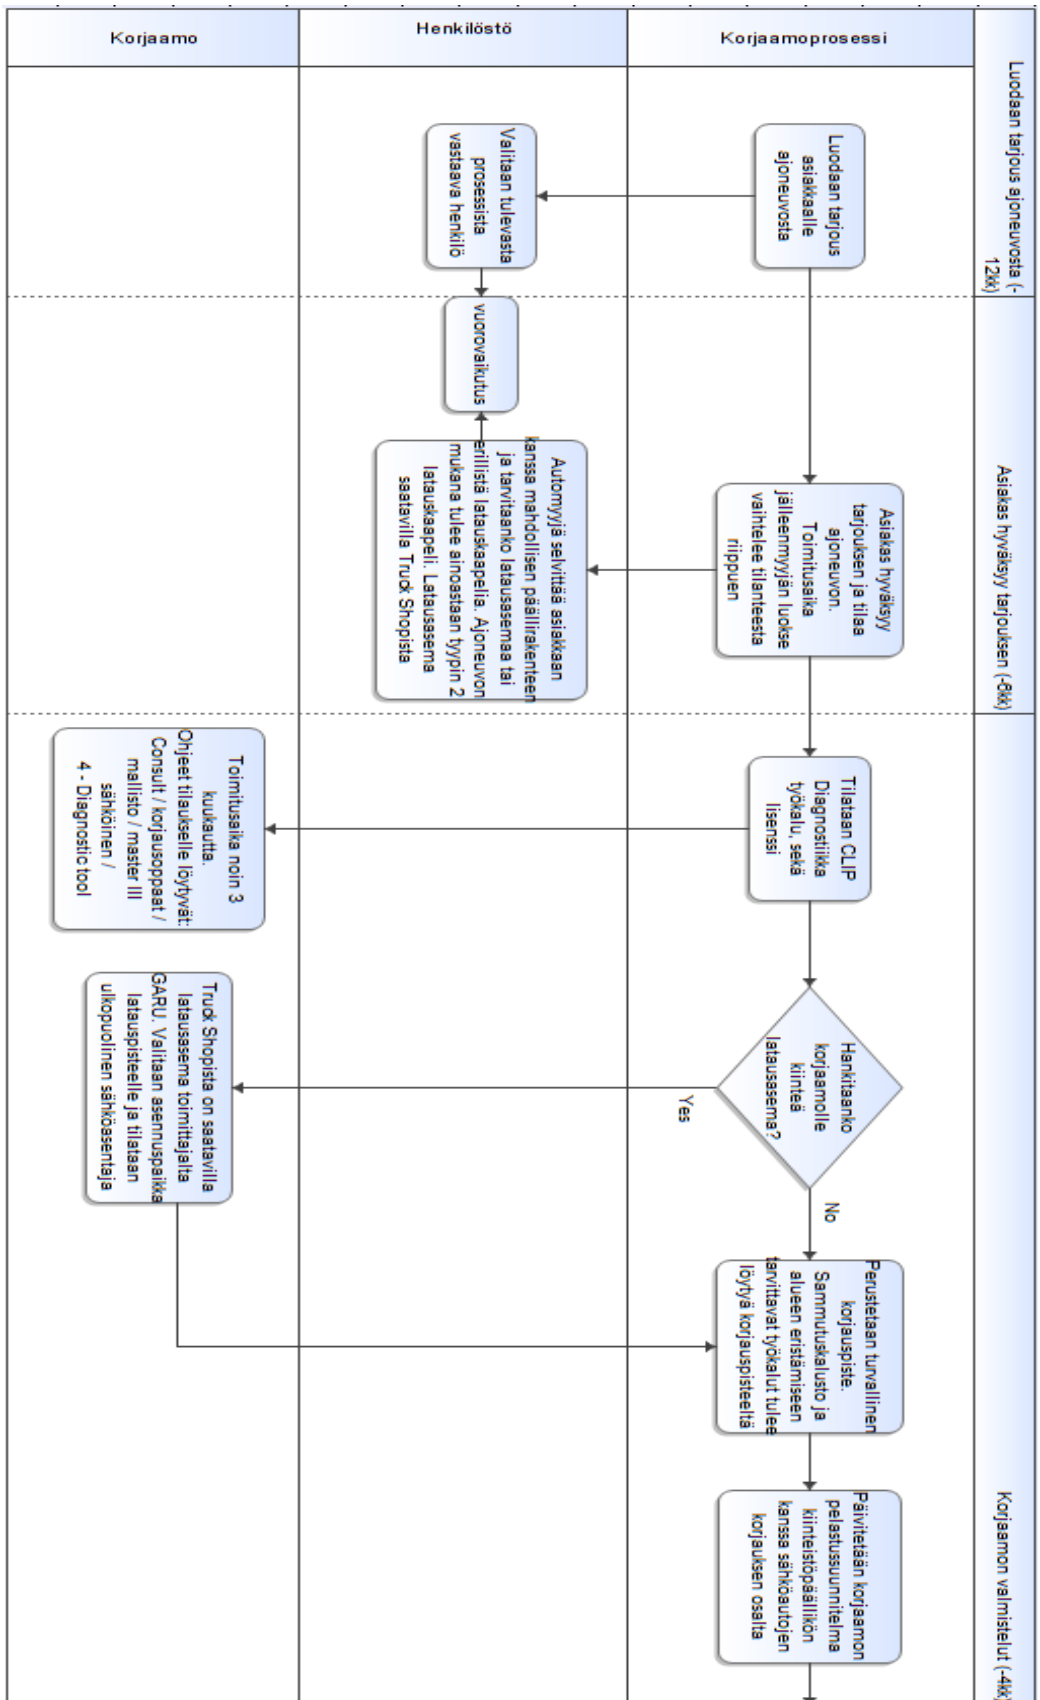 Korjaamo
Henkilöstö
Korjaamoprosessi
Luodaan tarjous ajoneuvosta (-
12kk)
Luodaan tarjous
asiakkaalle
ajoneuvosta
Valitaan tulevasta
prosessista
vastaava henkilö
Asiakas hyväksyy tarjouksen (-6kk)
vuorovaikutus
Asiakas hyväksyy
tarjouksen ja tilaa
ajoneuvon.
Toimitusaika
jälleenmyyjän luokse
vaihtelee tilanteesta
riippuen
Automyyjä selvittää asiakkaan
kanssa mahdollisen päällirakenteen
ja tarvitaanko latausasemaa tai
erillistä latauskaapelia. Ajoneuvon
mukana tulee ainoastaan tyypin 2
latauskaapeli. Latausasema
saatavilla Truck Shopista
Korjaamon valmistelut (-4kk)
Tilataan CLIP
Diagnostiikka
työkalu, sekä
lisenssi
Toimitusaika noin 3
kuukautta.
Ohjeet tilaukselle löytyvät:
Consult / korjausoppaat /
mallisto / master III
sähköinen /
4 - Diagnostic tool
Hankitaanko
korjaamolle
kiinteä
latausasema?
Yes
No
Truck Shopista on saatavilla
latausasema toimittajalta
GARU. Valitaan asennuspaikka
latauspisteelle ja tilataan
ulkopuolinen sähköasentaja
Perustetaan turvallinen
korjauspiste.
Sammutuskalusto ja
alueen eristämiseen
tarvittavat työkalut tulee
löytyä korjauspisteeltä
Päivitetään korjaamon
pelastussuunnitelma
kiinteistöpäällikön
kanssa sähköautojen
korjauksen osalta